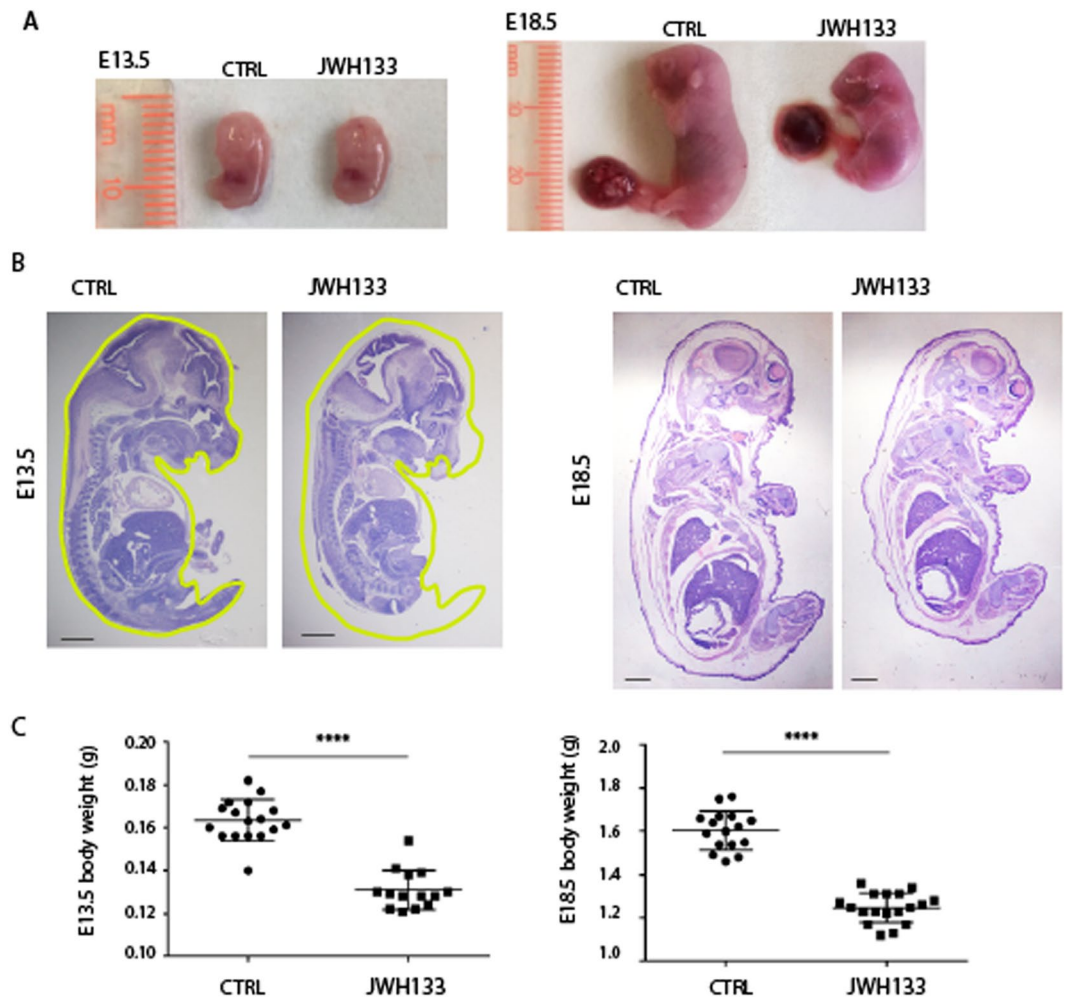 A
E13.5
CTRL
JWH133
mm
10
E18.5
CTRL
JWH133
mm
10
20
B
CTRL
JWH133
E13.5
CTRL
JWH133
E18.5
C
E13.5 body weight (g)
0.20
0.18
0.16
0.14
0.12
0.10
****
CTRL
JWH133
E18.5 body weight (g)
2.0
1.8
1.6
1.4
1.2
1.0
****
CTRL
JWH133